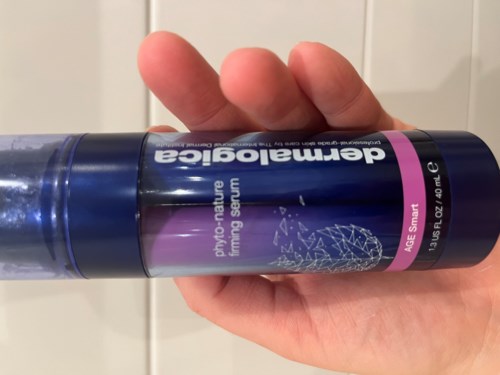 dermalogica
professional-grade skin care by The International Dermal Institute
phyto-nature
firming serum
AGE Smart
1.3 US FL OZ / 40 mL ℮